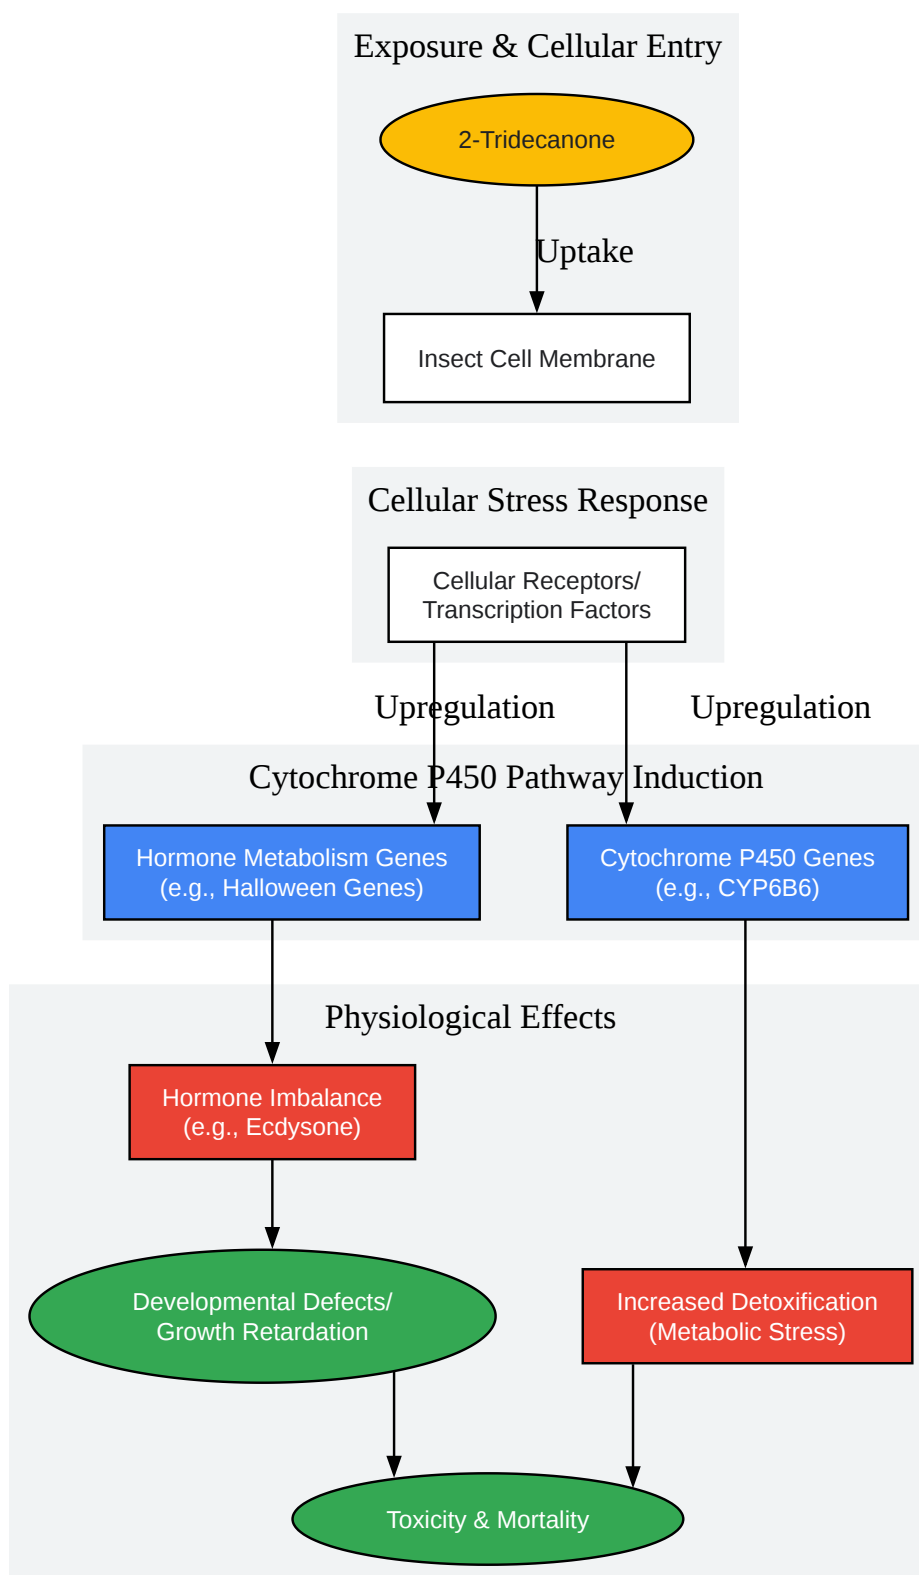 Exposure & Cellular Entry
2-Tridecanone
Uptake
Insect Cell Membrane
Cellular Stress Response
Cellular Receptors/
Transcription Factors
Upregulation
Upregulation
Cytochrome P450 Pathway Induction
Hormone Metabolism Genes
(e.g., Halloween Genes)
Cytochrome P450 Genes
(e.g., CYP6B6)
Physiological Effects
Hormone Imbalance
(e.g., Ecdysone)
Developmental Defects/
Growth Retardation
Increased Detoxification
(Metabolic Stress)
Toxicity & Mortality